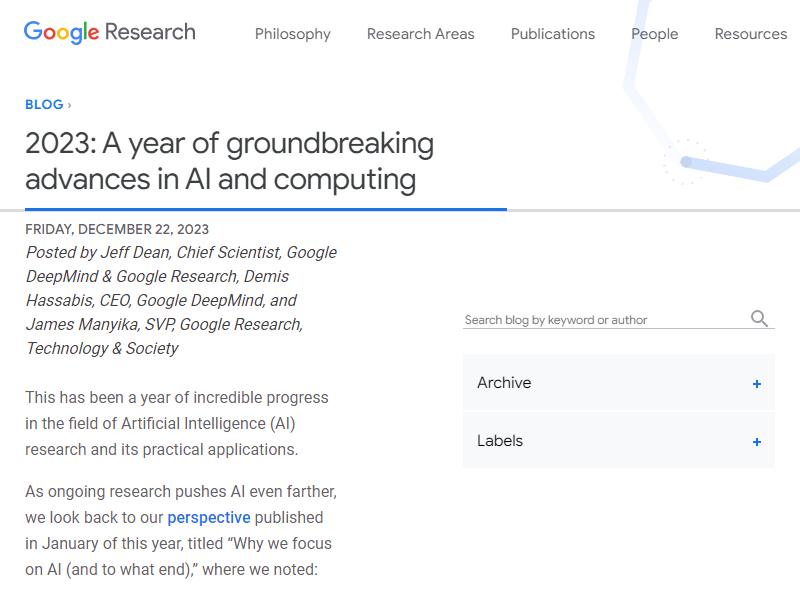 Google Research
Philosophy
Research Areas
Publications
People
Resources
BLOG ›
2023: A year of groundbreaking
advances in AI and computing
FRIDAY, DECEMBER 22, 2023
Posted by Jeff Dean, Chief Scientist, Google
DeepMind & Google Research, Demis
Hassabis, CEO, Google DeepMind, and
James Manyika, SVP, Google Research,
Technology & Society
This has been a year of incredible progress
in the field of Artificial Intelligence (AI)
research and its practical applications.
As ongoing research pushes AI even farther,
we look back to our perspective published
in January of this year, titled “Why we focus
on AI (and to what end),” where we noted:
Search blog by keyword or author
Archive +
Labels +